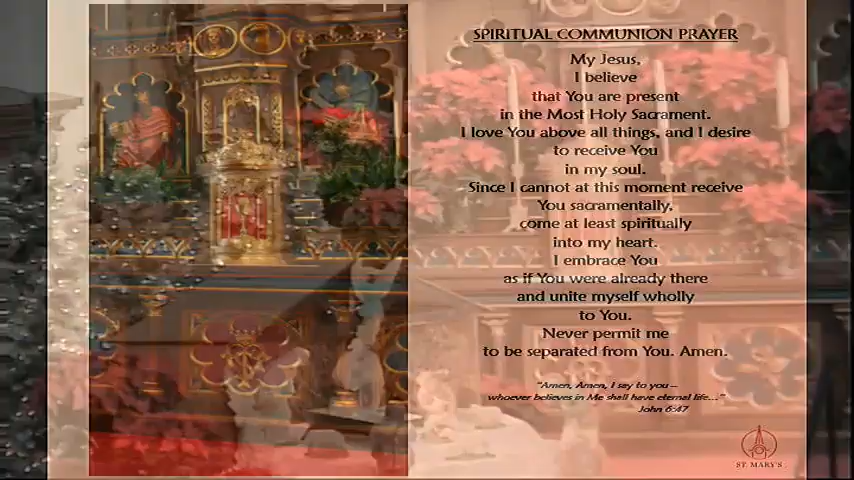 SPIRITUAL COMMUNION PRAYER
My Jesus,
I believe
that You are present
in the Most Holy Sacrament.
I love You above all things, and I desire
to receive You
in my soul.
Since I cannot at this moment receive
You sacramentally,
come at least spiritually
into my heart.
I embrace You
as if You were already there
and unite myself wholly
to You.
Never permit me
to be separated from You. Amen.
"Amen, Amen, I say to you –
whoever believes in Me shall have eternal life..."
John 6:47
ST. MARY'S